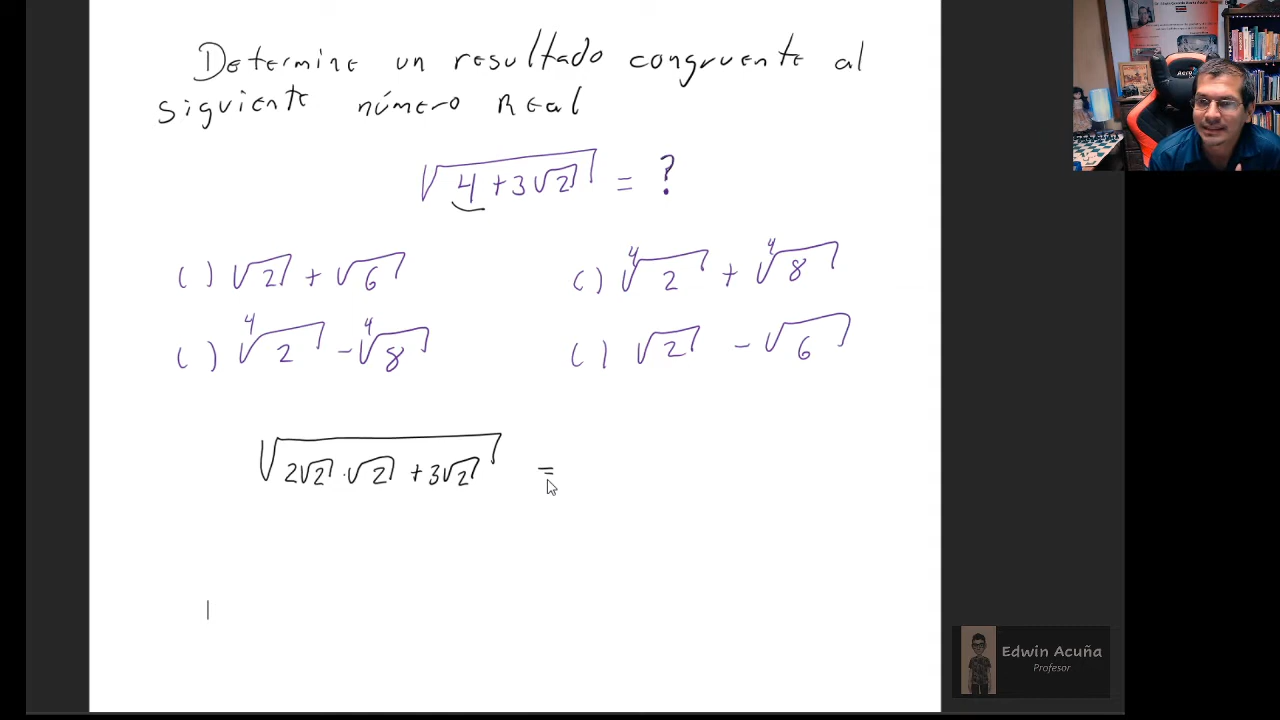 Determine un resultado congruente al
siguiente número Real
√(4 + 3√2) = ?
( ) √2 + √6
( ) ⁴√2 + ⁴√8
( ) ⁴√2 - ⁴√8
( ) √2 - √6
√(2√2 · √2 + 3√2) =
Edwin Acuña
Profesor